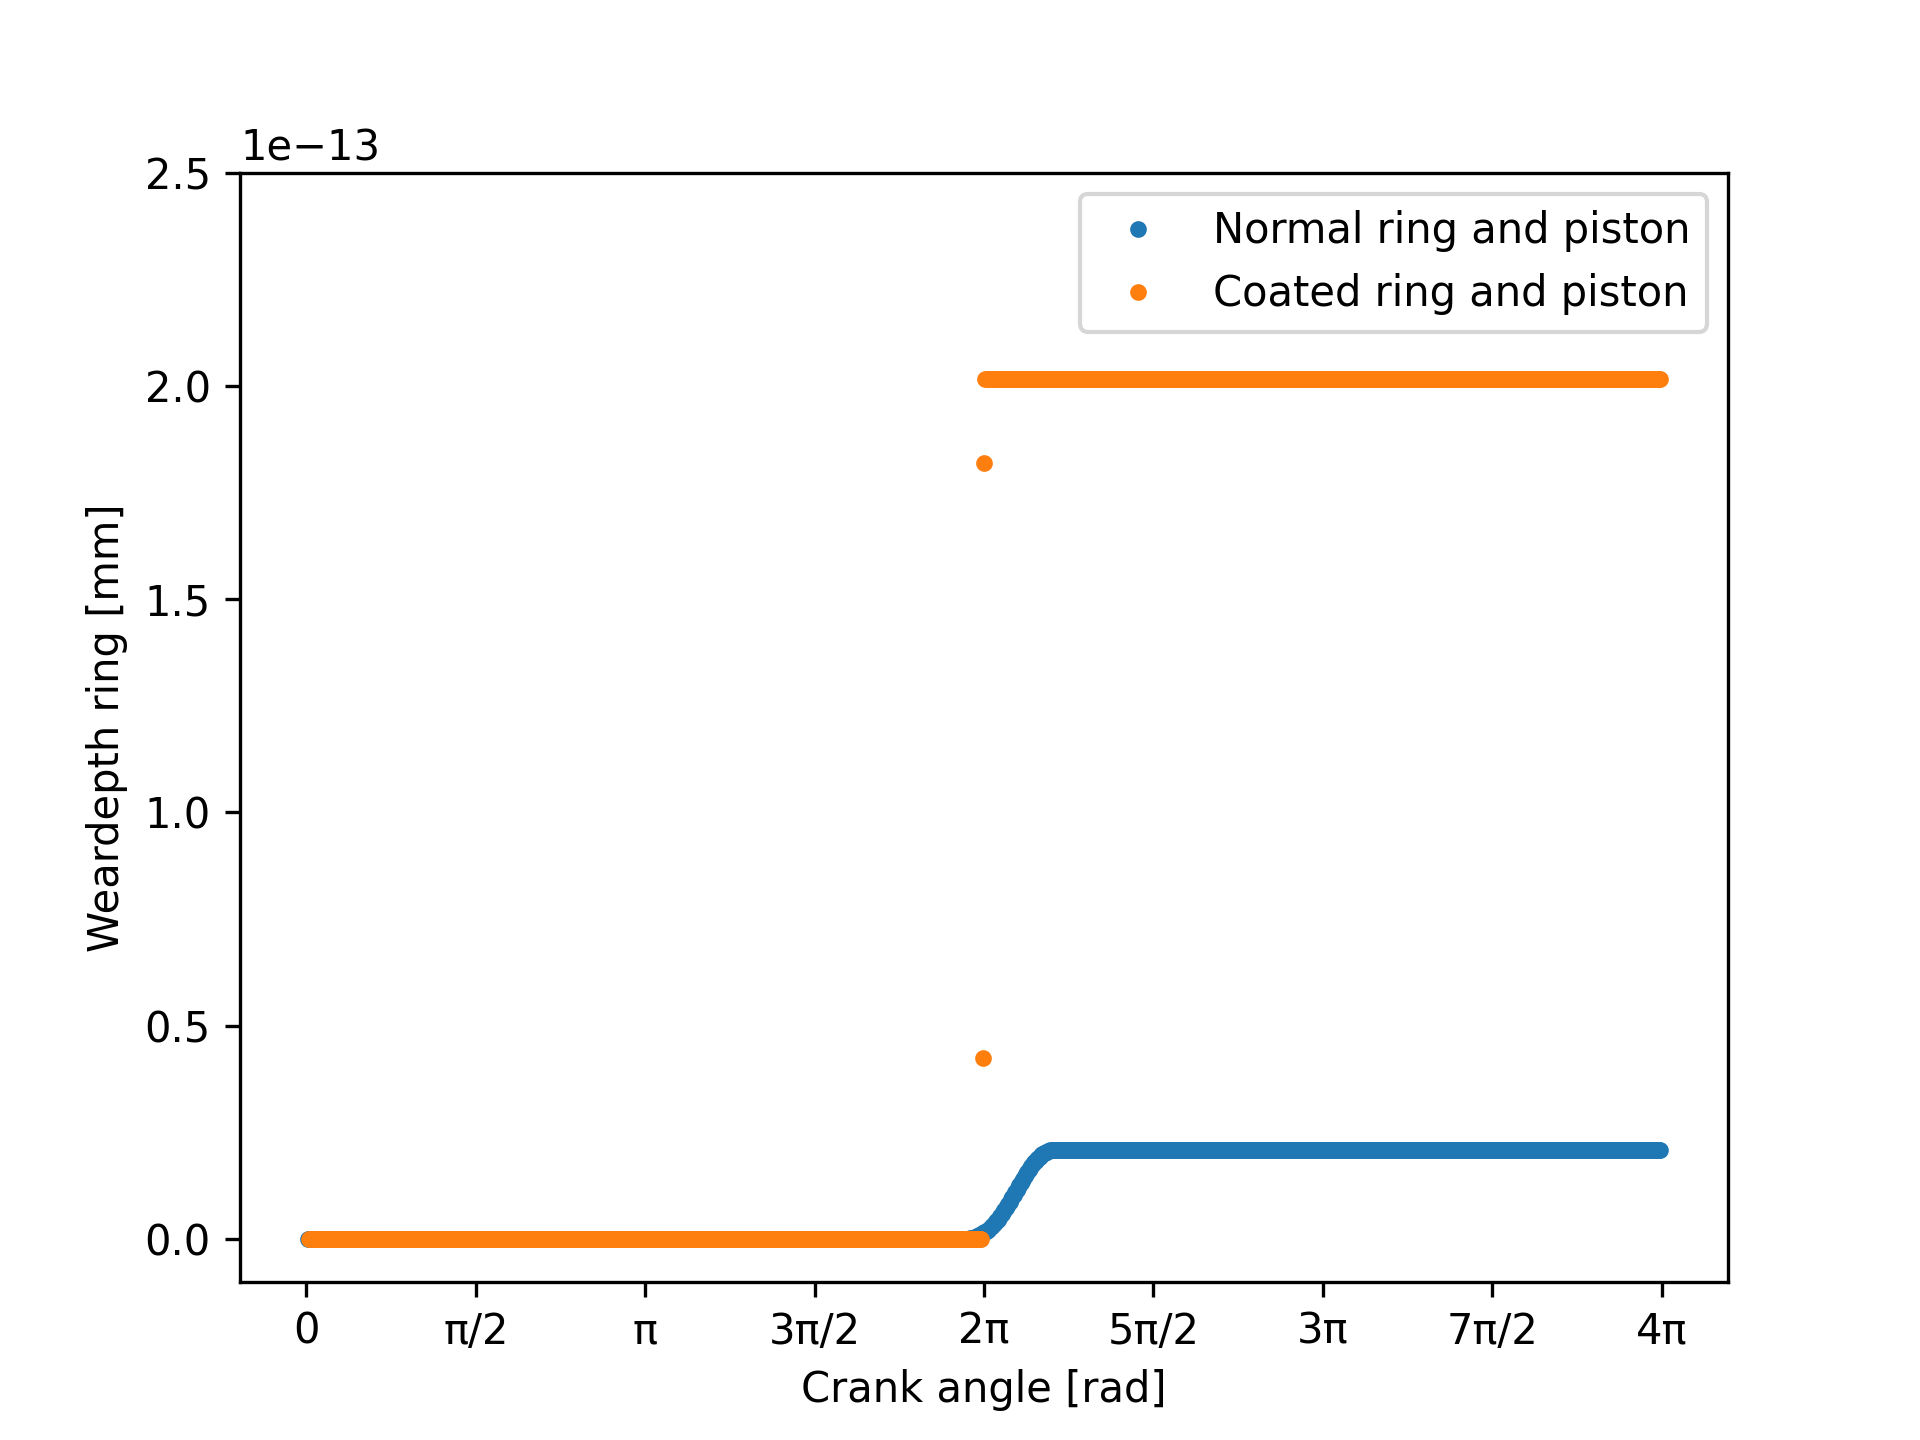 1e−13
2.5
2.0
1.5
1.0
0.5
0.0
Weardepth ring [mm]
Normal ring and piston
Coated ring and piston
0 π/2 π 3π/2 2π 5π/2 3π 7π/2 4π
Crank angle [rad]